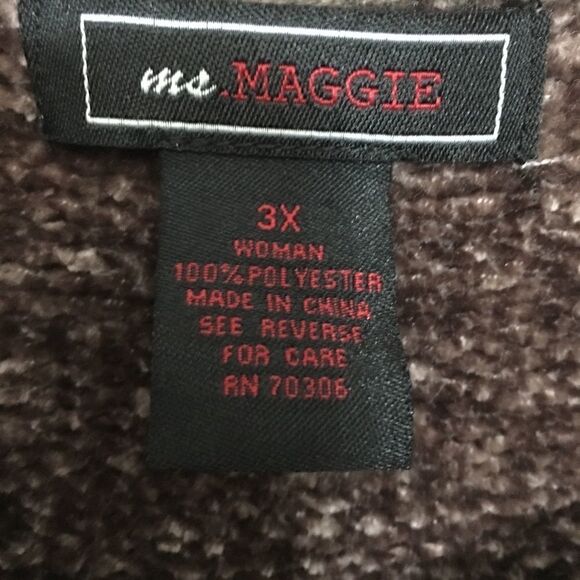 ms.MAGGIE
3X
WOMAN
100% POLYESTER
MADE IN CHINA
SEE REVERSE
FOR CARE
RN 70306